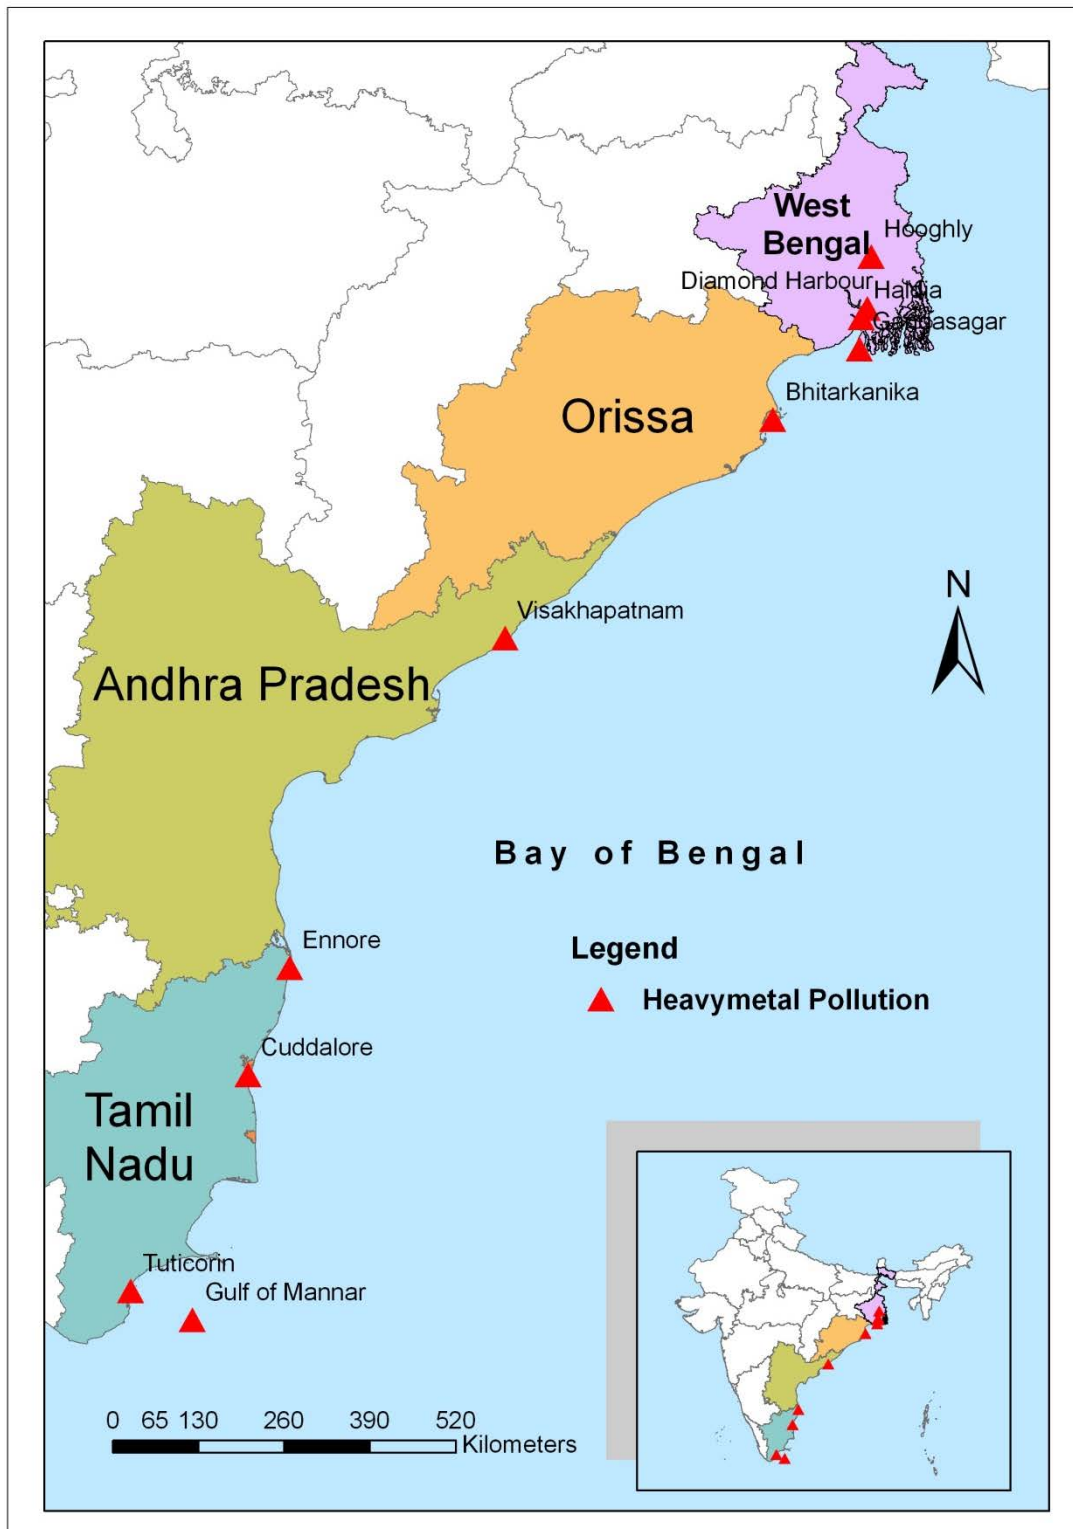 West
Bengal
Hooghly
Diamond Harbour
Haldia
Gangasagar
Bhitarkanika
Orissa
Visakhapatnam
N
Andhra Pradesh
Bay of Bengal
Ennore
Legend
Heavymetal Pollution
Cuddalore
Tamil
Nadu
Tuticorin
Gulf of Mannar
0 65 130 260 390 520
Kilometers